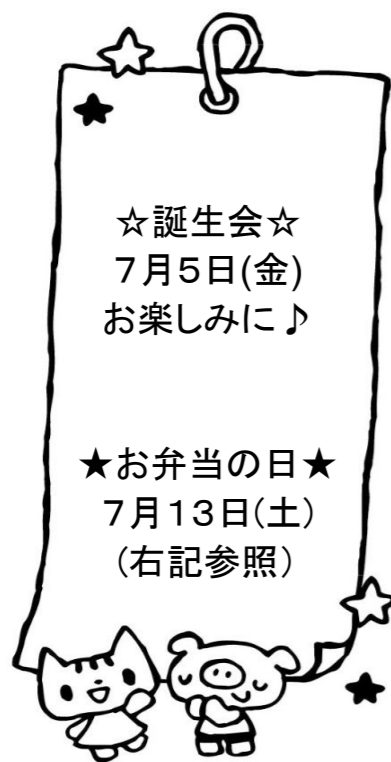 ☆誕生会☆
７月５日(金)
お楽しみに♪
★お弁当の日★
７月１３日(土)
(右記参照)